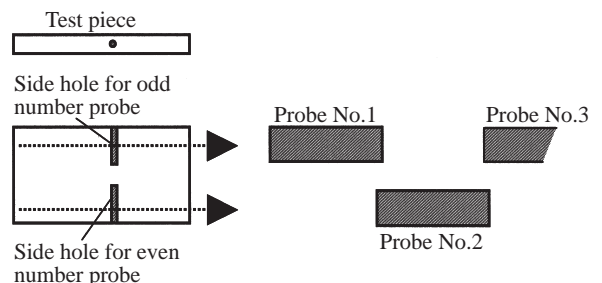 Test piece
Side hole for odd
number probe
Probe No.1
Probe No.3
Probe No.2
Side hole for even
number probe